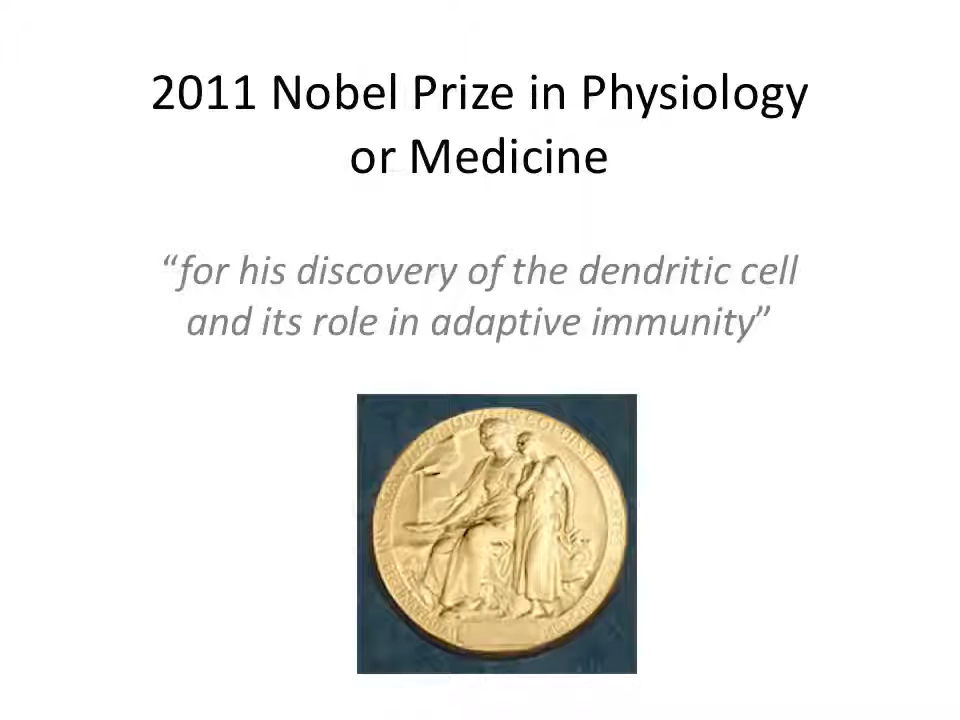 2011 Nobel Prize in Physiology
or Medicine
“for his discovery of the dendritic cell
and its role in adaptive immunity”